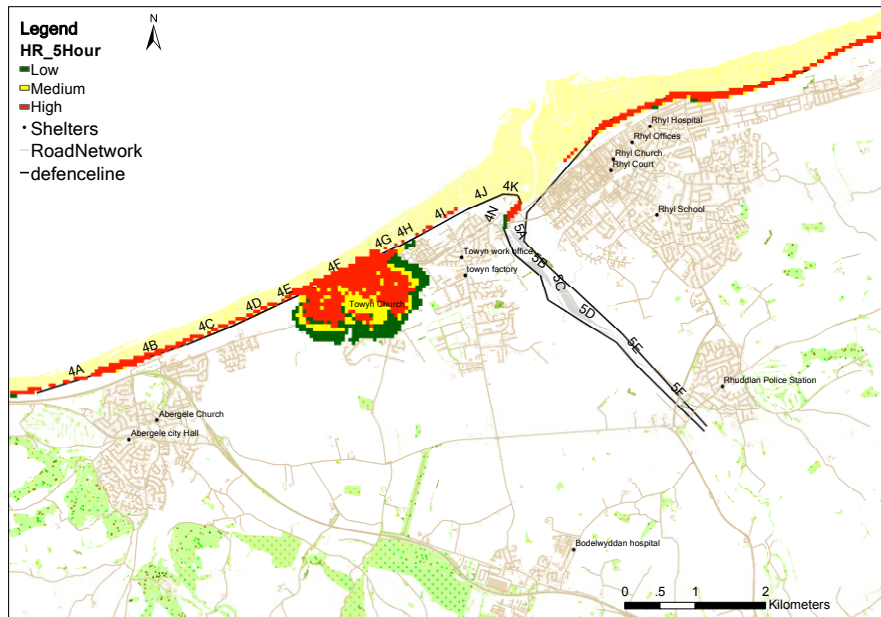 Legend
HR_5Hour
Low
Medium
High
Shelters
RoadNetwork
defenceline
N
Rhyl Hospital
Rhyl Offices
Rhyl Church
Rhyl Court
Rhyl School
4K
4J
4I
4N
4H
4G
5A
Towyn work office
5B
towyn factory
4F
5C
4E
Towyn Church
4D
5D
4C
4B
5E
4A
5F
Rhuddlan Police Station
Abergele Church
Abergele city Hall
Bodelwyddan hospital
0 .5 1 2
Kilometers